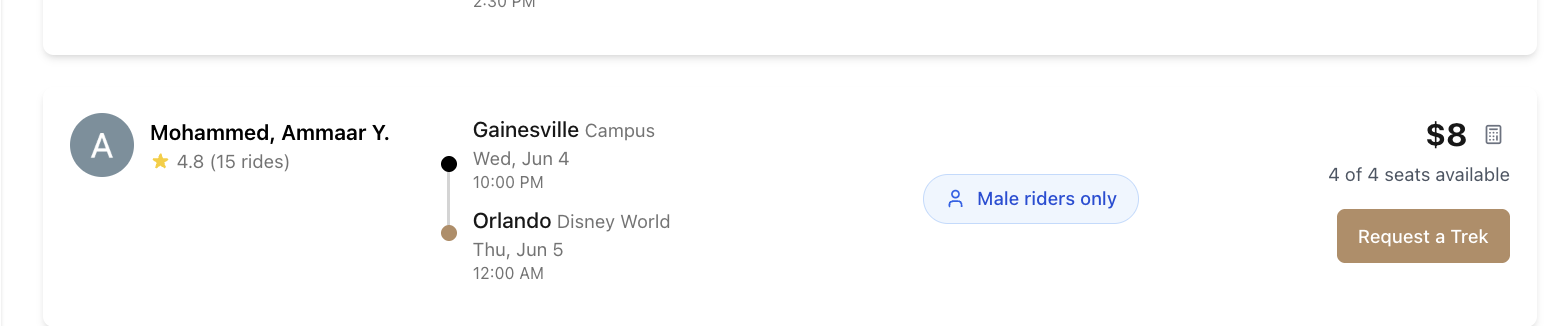 2:30 PM
A
Mohammed, Ammaar Y.
4.8 (15 rides)
Gainesville Campus
Wed, Jun 4
10:00 PM
Orlando Disney World
Thu, Jun 5
12:00 AM
Male riders only
$8
4 of 4 seats available
Request a Trek